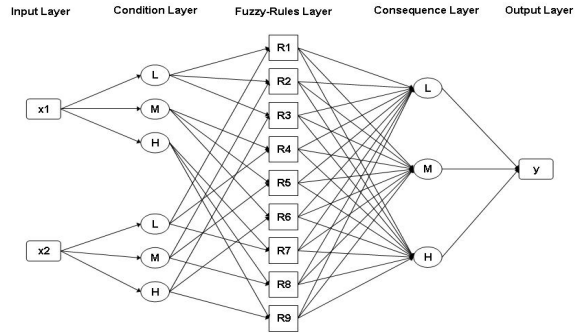 Input Layer Condition Layer Fuzzy-Rules Layer Consequence Layer Output Layer
R1
L
R2
L
x1
M
R3
H
R4
M
y
R5
R6
L
x2
R7
M
H
R8
H
R9